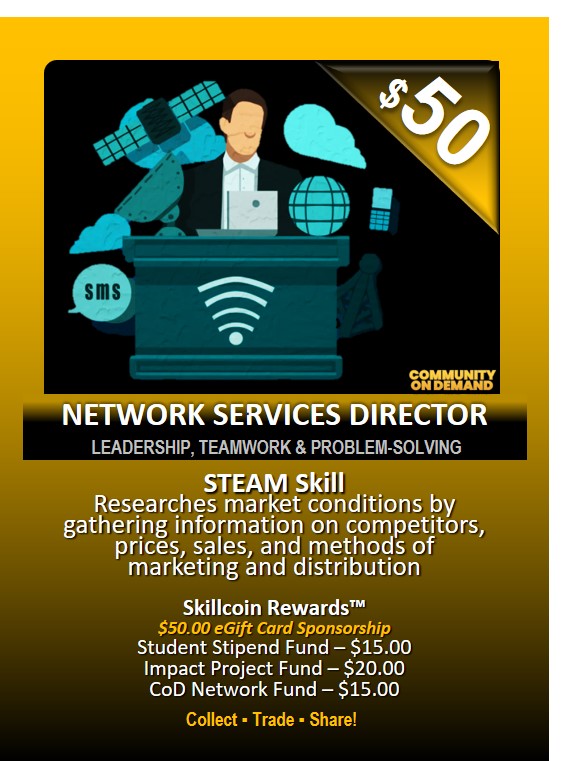 $50
sms
COMMUNITY
ON DEMAND
NETWORK SERVICES DIRECTOR
LEADERSHIP, TEAMWORK & PROBLEM-SOLVING
STEAM Skill
Researches market conditions by
gathering information on competitors,
prices, sales, and methods of
marketing and distribution
Skillcoin Rewards™
$50.00 eGift Card Sponsorship
Student Stipend Fund – $15.00
Impact Project Fund – $20.00
CoD Network Fund – $15.00
Collect ▪ Trade ▪ Share!